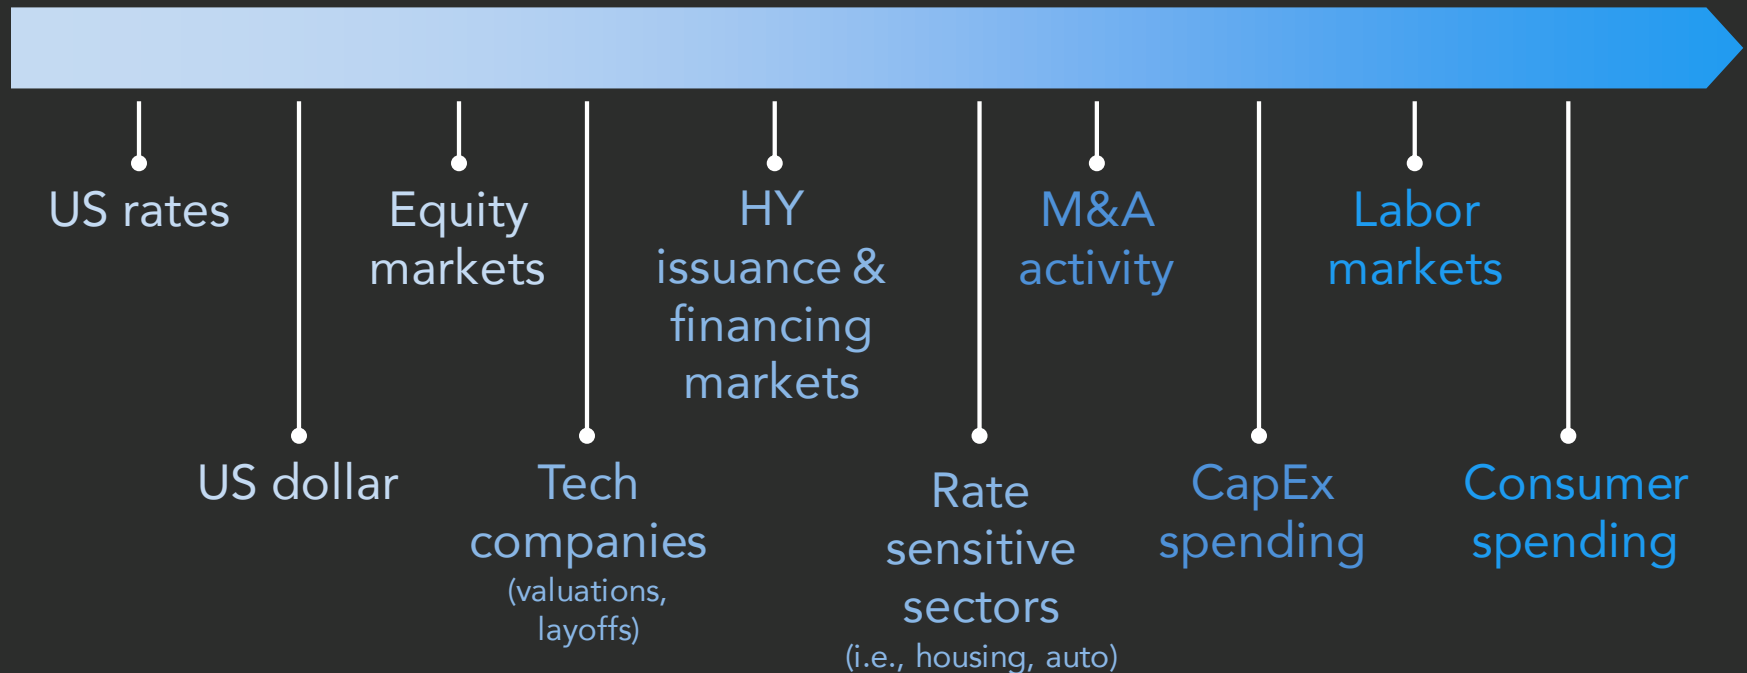 US rates
US dollar
Equity
markets
Tech
companies
(valuations,
layoffs)
HY
issuance &
financing
markets
Rate
sensitive
sectors
(i.e., housing, auto)
M&A
activity
CapEx
spending
Labor
markets
Consumer
spending